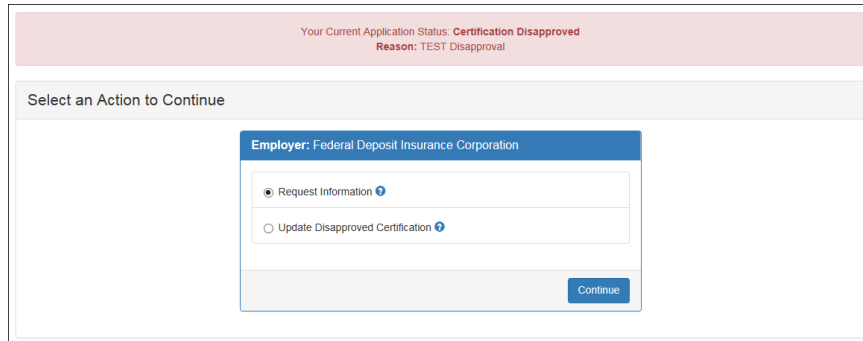 Your Current Application Status: Certification Disapproved
Reason: TEST Disapproval
Select an Action to Continue
Employer: Federal Deposit Insurance Corporation
Request Information ?
Update Disapproved Certification ?
Continue